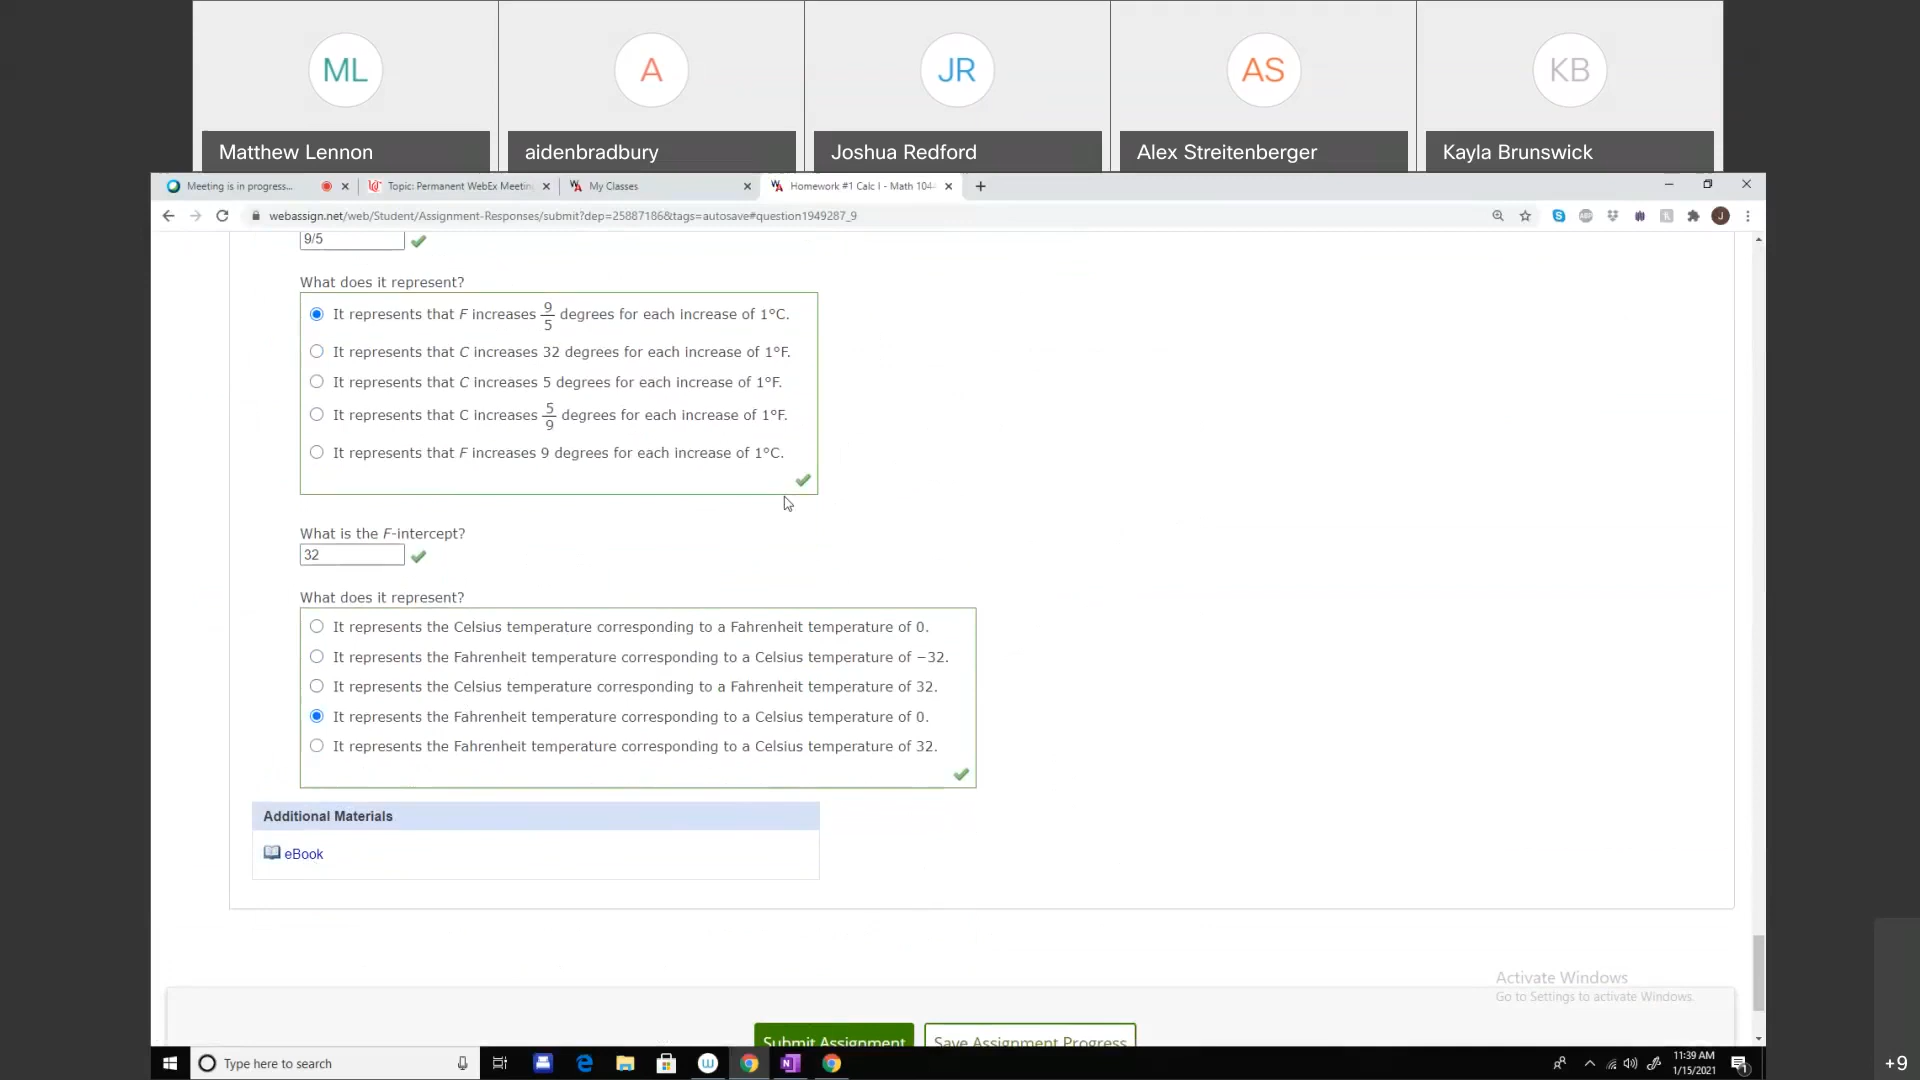 ML
A
JR
AS
KB
Matthew Lennon
aidenbradbury
Joshua Redford
Alex Streitenberger
Kayla Brunswick
Meeting is in progress...
Topic: Permanent WebEx Meetin
My Classes
Homework #1 Calc I - Math 104
webassign.net/web/Student/Assignment-Responses/submit?dep=25887186&tags=autosave#question1949287_9
J
9/5
What does it represent?
It represents that F increases 9/5 degrees for each increase of 1°C.
It represents that C increases 32 degrees for each increase of 1°F.
It represents that C increases 5 degrees for each increase of 1°F.
It represents that C increases 5/9 degrees for each increase of 1°F.
It represents that F increases 9 degrees for each increase of 1°C.
What is the F-intercept?
32
What does it represent?
It represents the Celsius temperature corresponding to a Fahrenheit temperature of 0.
It represents the Fahrenheit temperature corresponding to a Celsius temperature of −32.
It represents the Celsius temperature corresponding to a Fahrenheit temperature of 32.
It represents the Fahrenheit temperature corresponding to a Celsius temperature of 0.
It represents the Fahrenheit temperature corresponding to a Celsius temperature of 32.
Additional Materials
eBook
Activate Windows
Go to Settings to activate Windows.
Submit Assignment
Save Assignment Progress
Type here to search
11:39 AM
1/15/2021
+9